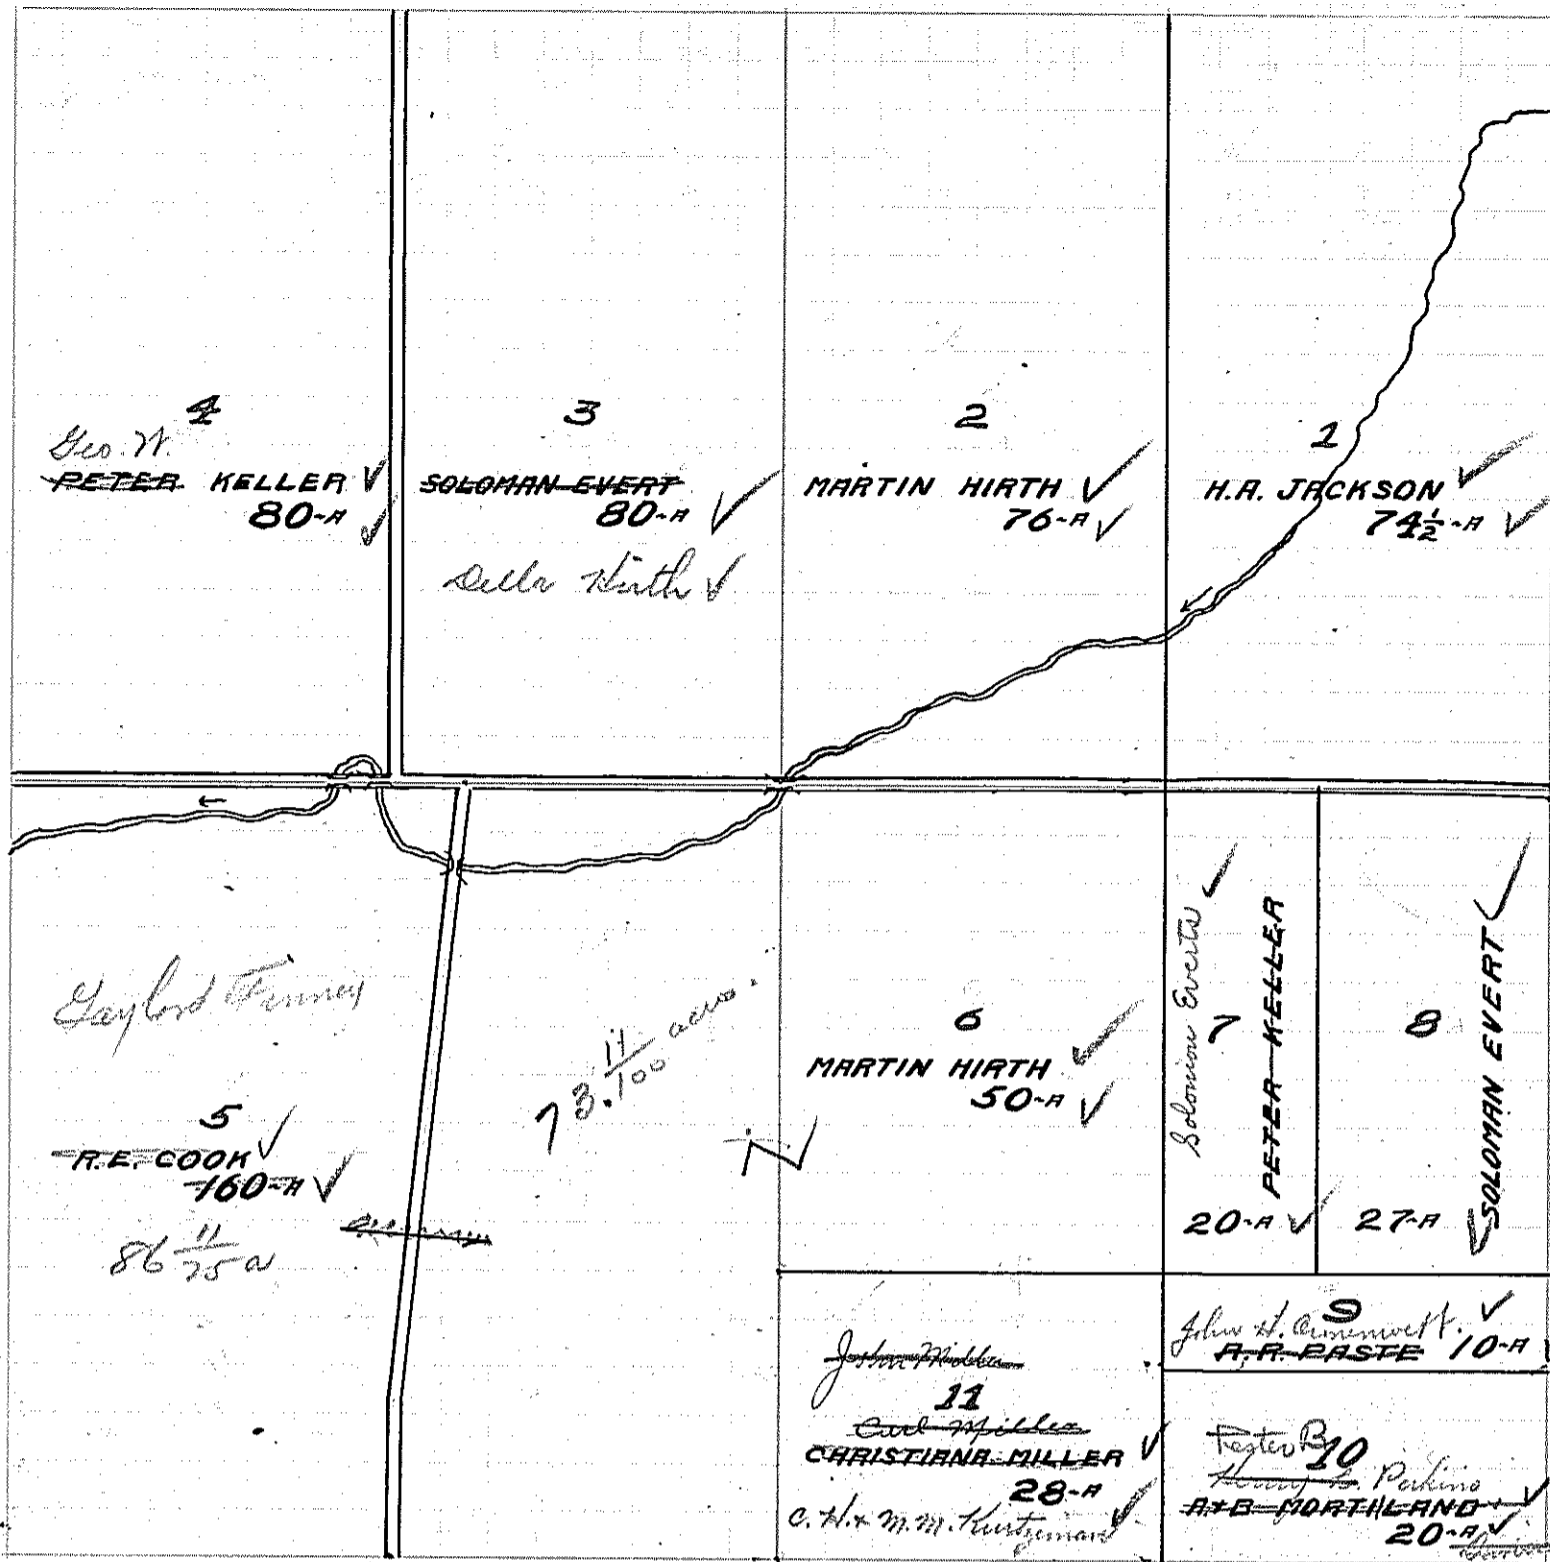 4
Geo. W.
PETER KELLER
80-A
3
SOLOMAN EVERT
80-A
Della Hirth
2
MARTIN HIRTH
76-A
1
H.A. JACKSON
74½-A
Gaylord Finney
5
R.E. COOK
160-A
86 11/75 a
73. 11/100 acres.
6
MARTIN HIRTH
50-A
Solomion Everts
7
PETER KELLER
20-A
8
SOLOMAN EVERT
27-A
9
John H.
A.R. PASTE 10-A
John Miller
11
Carl Miller
CHRISTIANA MILLER
28-A
C. H. & M. M. Kurtzeman
10
Perkins
A&B MORTHLAND
20-A